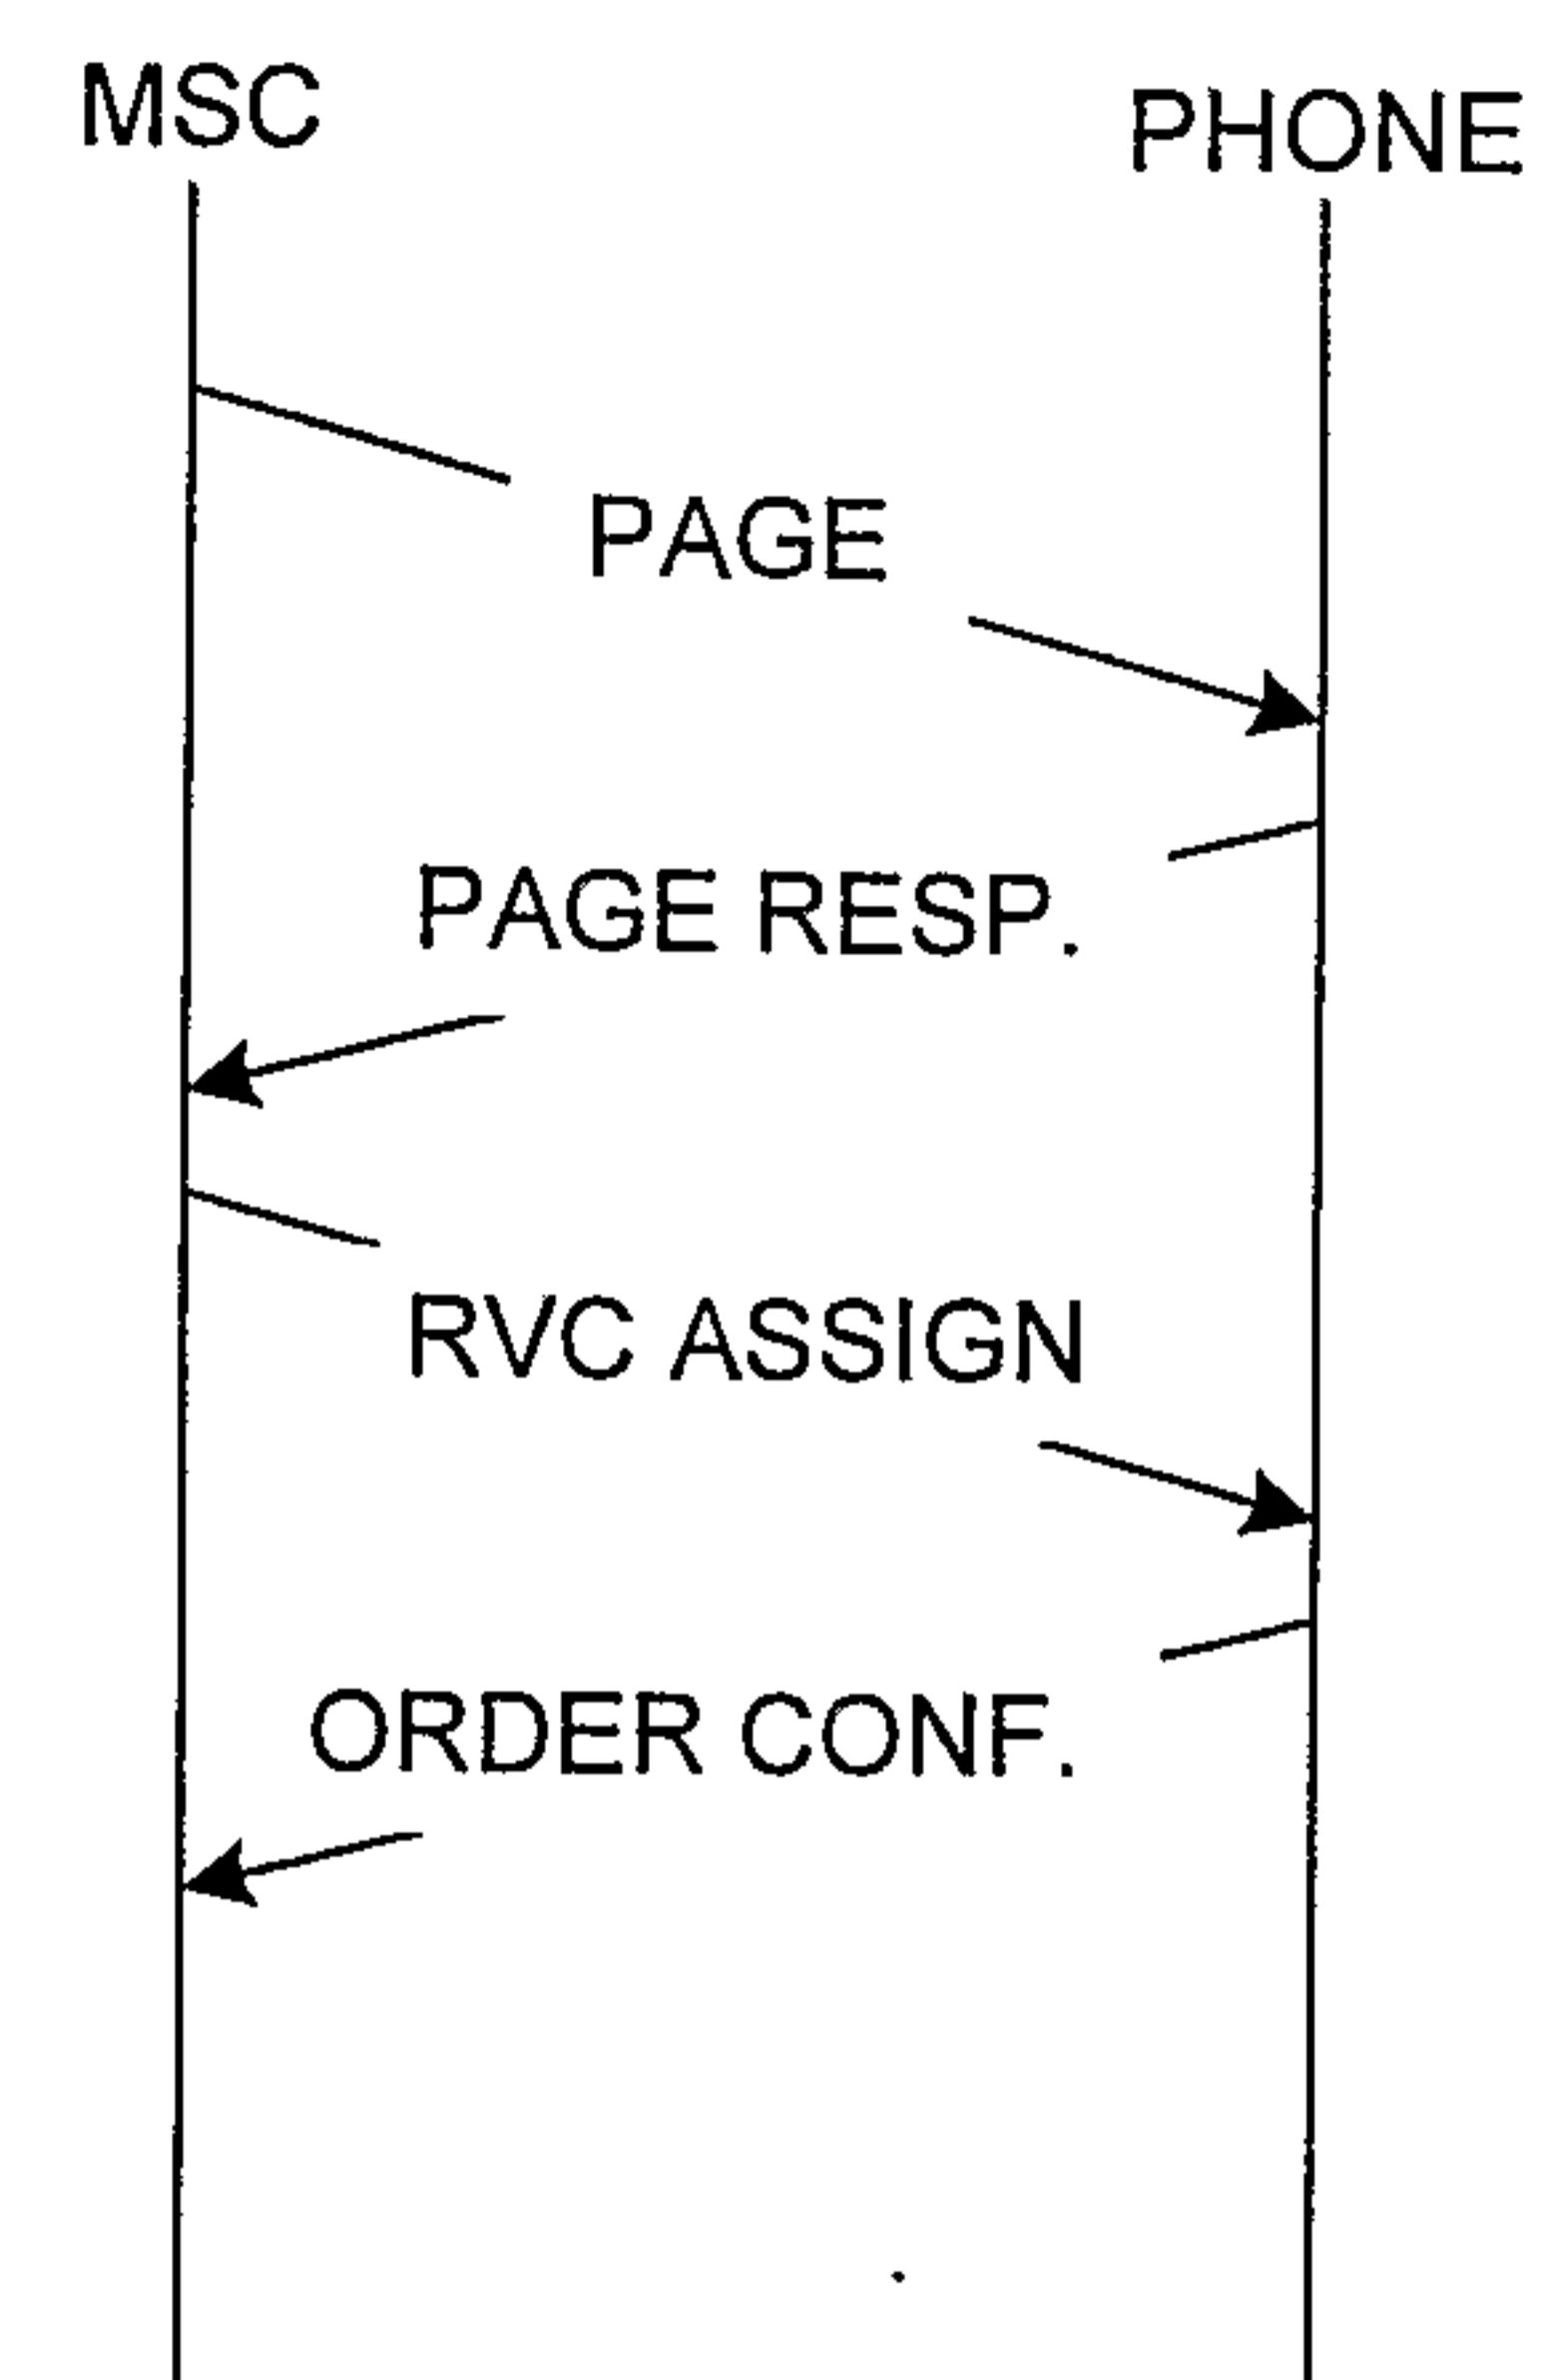 MSC
PHONE
PAGE
PAGE RESP.
RVC ASSIGN
ORDER CONF.